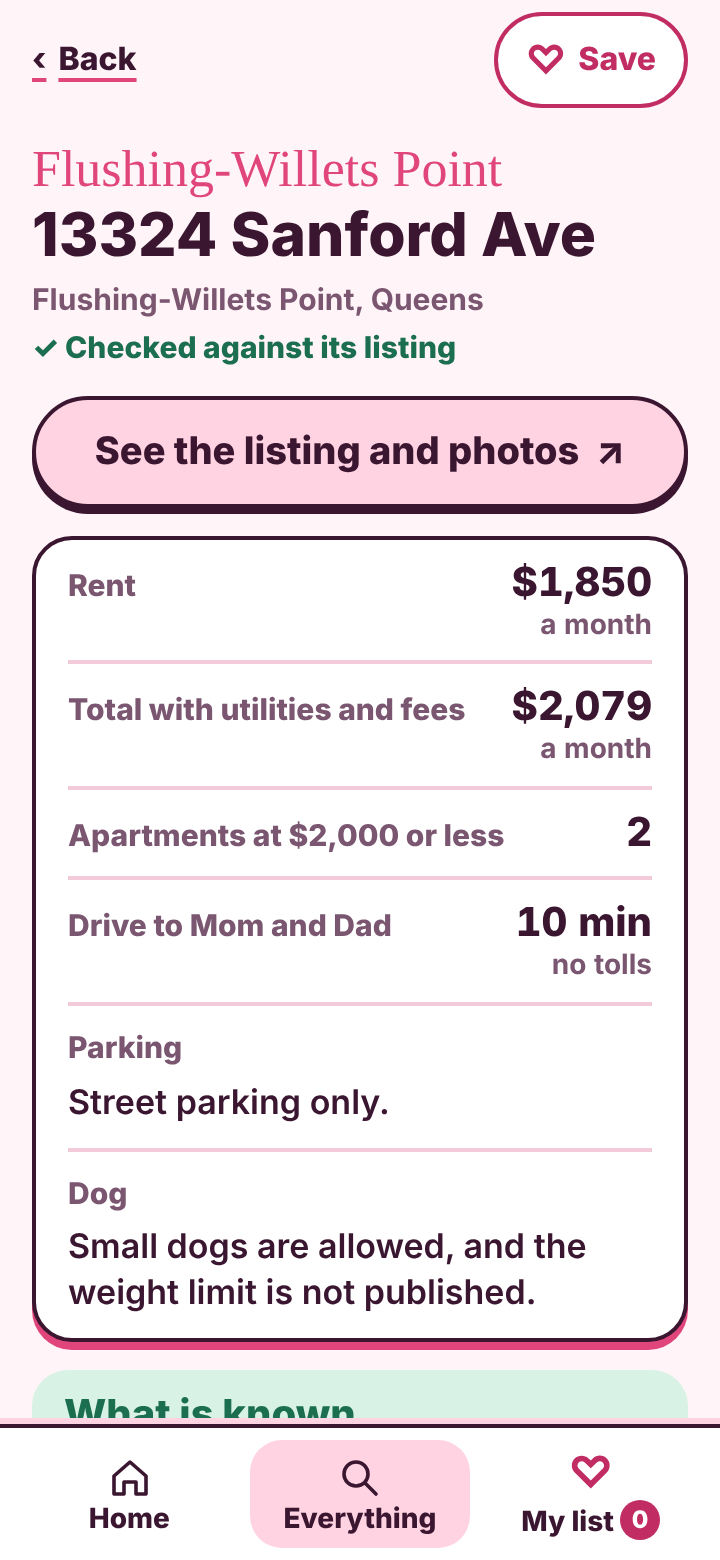 ‹ Back
Save
Flushing-Willets Point
13324 Sanford Ave
Flushing-Willets Point, Queens
✓ Checked against its listing
See the listing and photos ↗
Rent
$1,850
a month
Total with utilities and fees
$2,079
a month
Apartments at $2,000 or less
2
Drive to Mom and Dad
10 min
no tolls
Parking
Street parking only.
Dog
Small dogs are allowed, and the
weight limit is not published.
What is known
Home
Everything
My list 0